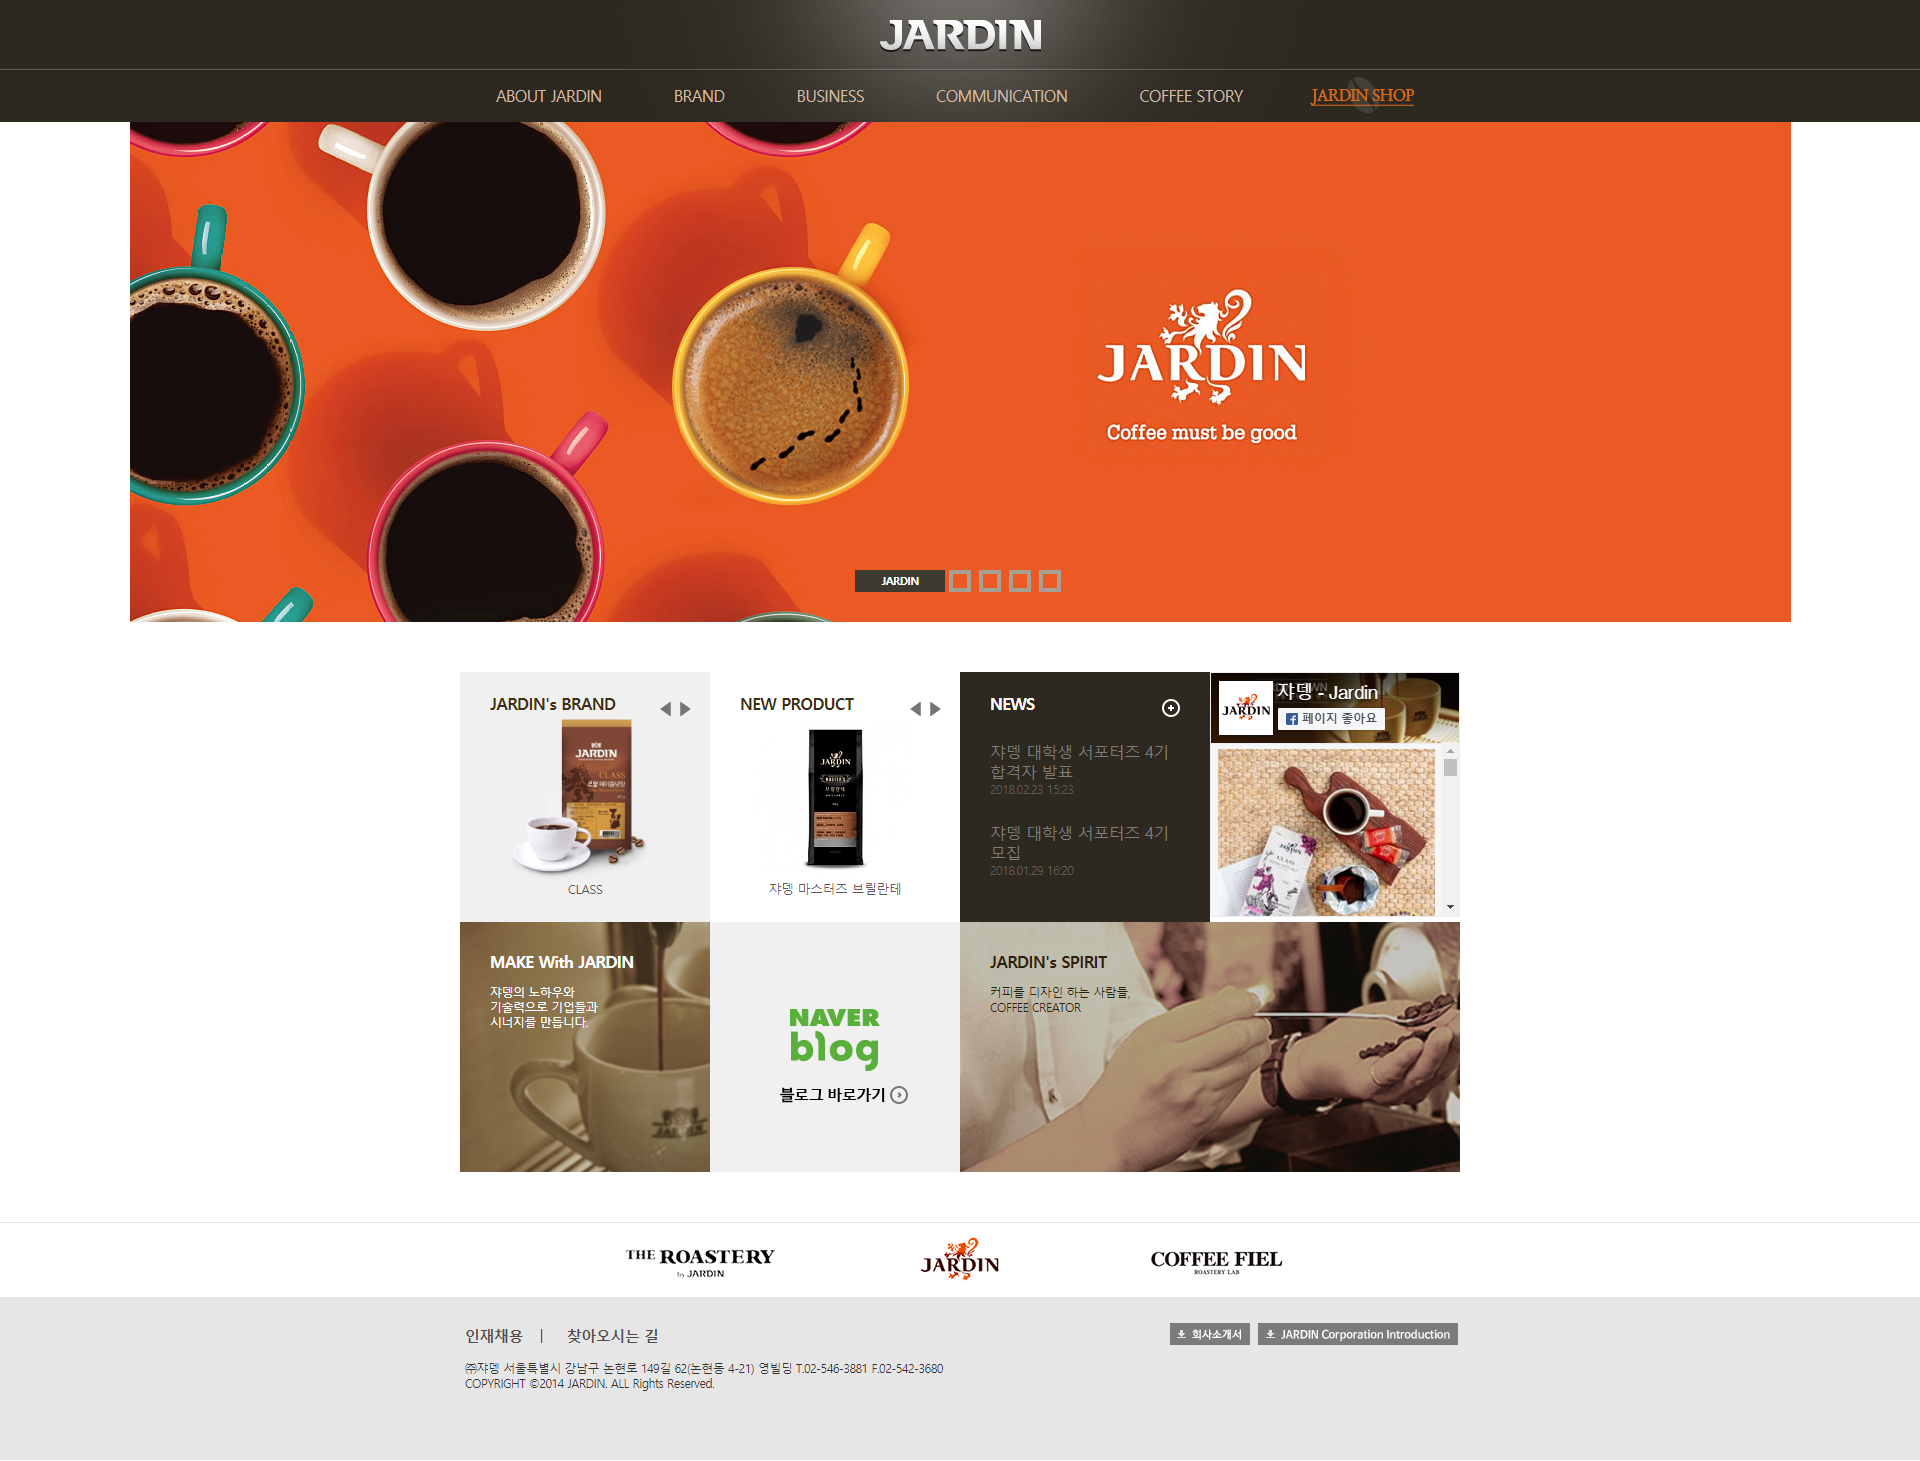 JARDIN
ABOUT JARDIN
BRAND
BUSINESS
COMMUNICATION
COFFEE STORY
JARDIN SHOP
JARDIN
Coffee must be good
JARDIN
JARDIN's BRAND
JARDIN
CLASS
CLASS
NEW PRODUCT
JARDIN
쟈뎅 마스터즈 브릴란테
NEWS
쟈뎅 대학생 서포터즈 4기
합격자 발표
2018.02.23 15:23
쟈뎅 대학생 서포터즈 4기
모집
2018.01.29 16:20
쟈뎅 - Jardin
JARDIN
페이지 좋아요
JARDIN
CLASS
MAKE With JARDIN
쟈뎅의 노하우와
기술력으로 기업들과
시너지를 만듭니다.
JARDIN
NAVER
blog
블로그 바로가기
JARDIN's SPIRIT
커피를 디자인 하는 사람들,
COFFEE CREATOR
THE ROASTERY
by JARDIN
JARDIN
COFFEE FIEL
ROASTERY LAB
인재채용
찾아오시는 길
회사소개서
JARDIN Corporation Introduction
㈜쟈뎅 서울특별시 강남구 논현로 149길 62(논현동 4-21) 영빌딩 T.02-546-3881 F.02-542-3680
COPYRIGHT ©2014 JARDIN. ALL Rights Reserved.